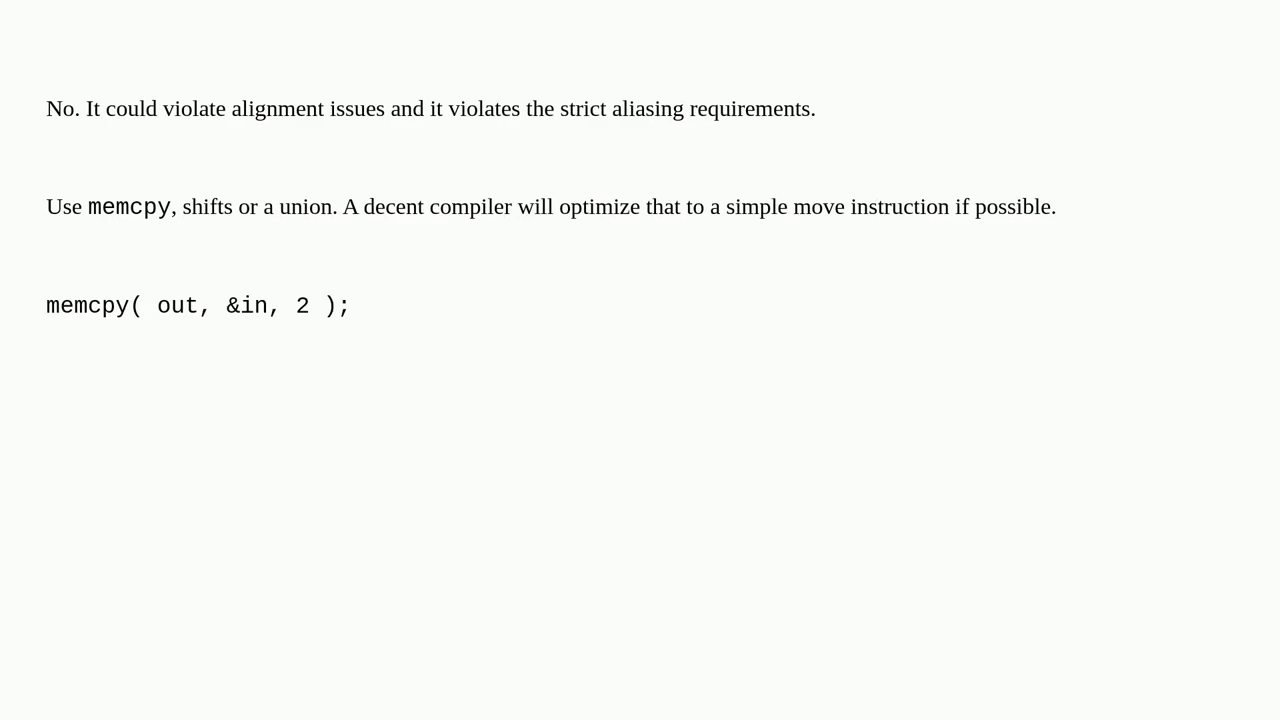 No. It could violate alignment issues and it violates the strict aliasing requirements.
Use memcpy, shifts or a union. A decent compiler will optimize that to a simple move instruction if possible.
memcpy( out, &in, 2 );